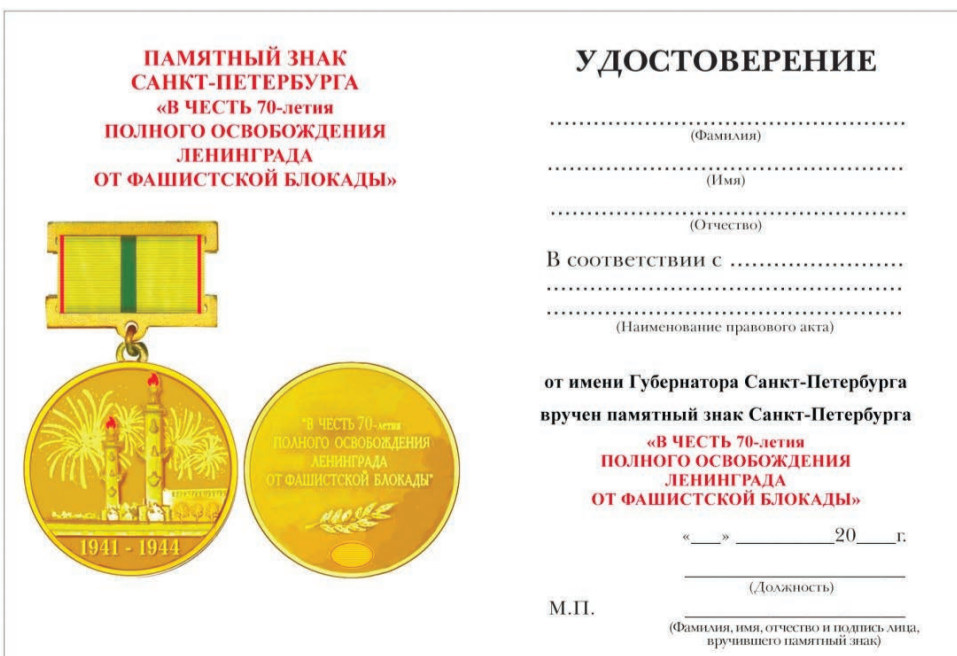 ПАМЯТНЫЙ ЗНАК
САНКТ-ПЕТЕРБУРГА
«В ЧЕСТЬ 70-летия
ПОЛНОГО ОСВОБОЖДЕНИЯ
ЛЕНИНГРАДА
ОТ ФАШИСТСКОЙ БЛОКАДЫ»
1941 - 1944
"В ЧЕСТЬ 70-летия
ПОЛНОГО ОСВОБОЖДЕНИЯ
ЛЕНИНГРАДА
ОТ ФАШИСТСКОЙ БЛОКАДЫ"
УДОСТОВЕРЕНИЕ
(Фамилия)
(Имя)
(Отчество)
В соответствии с ........................
(Наименование правового акта)
от имени Губернатора Санкт-Петербурга
вручен памятный знак Санкт-Петербурга
«В ЧЕСТЬ 70-летия
ПОЛНОГО ОСВОБОЖДЕНИЯ
ЛЕНИНГРАДА
ОТ ФАШИСТСКОЙ БЛОКАДЫ»
«___» __________20____г.
(Должность)
М.П.
(Фамилия, имя, отчество и подпись лица,
вручившего памятный знак)